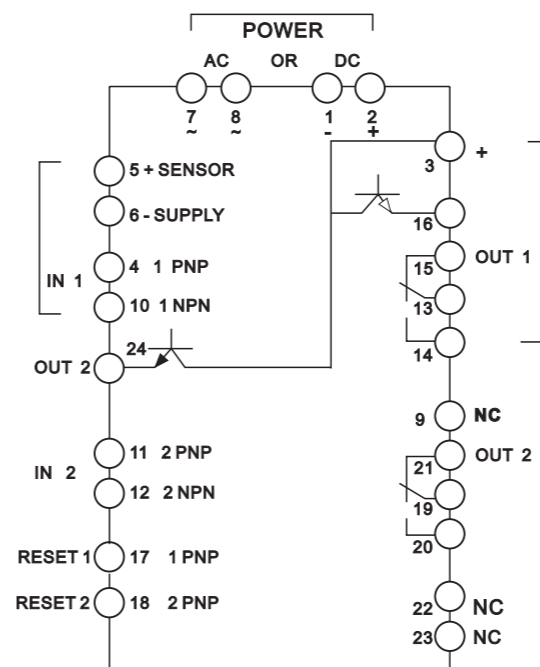 POWER
AC OR DC
7 8 1 2
~ ~ - +
5 + SENSOR
6 - SUPPLY
IN 1
4 1 PNP
10 1 NPN
24
OUT 2
11 2 PNP
IN 2
12 2 NPN
RESET 1 17 1 PNP
RESET 2 18 2 PNP
3 +
16
15 OUT 1
13
14
9 NC
21 OUT 2
19
20
22 NC
23 NC